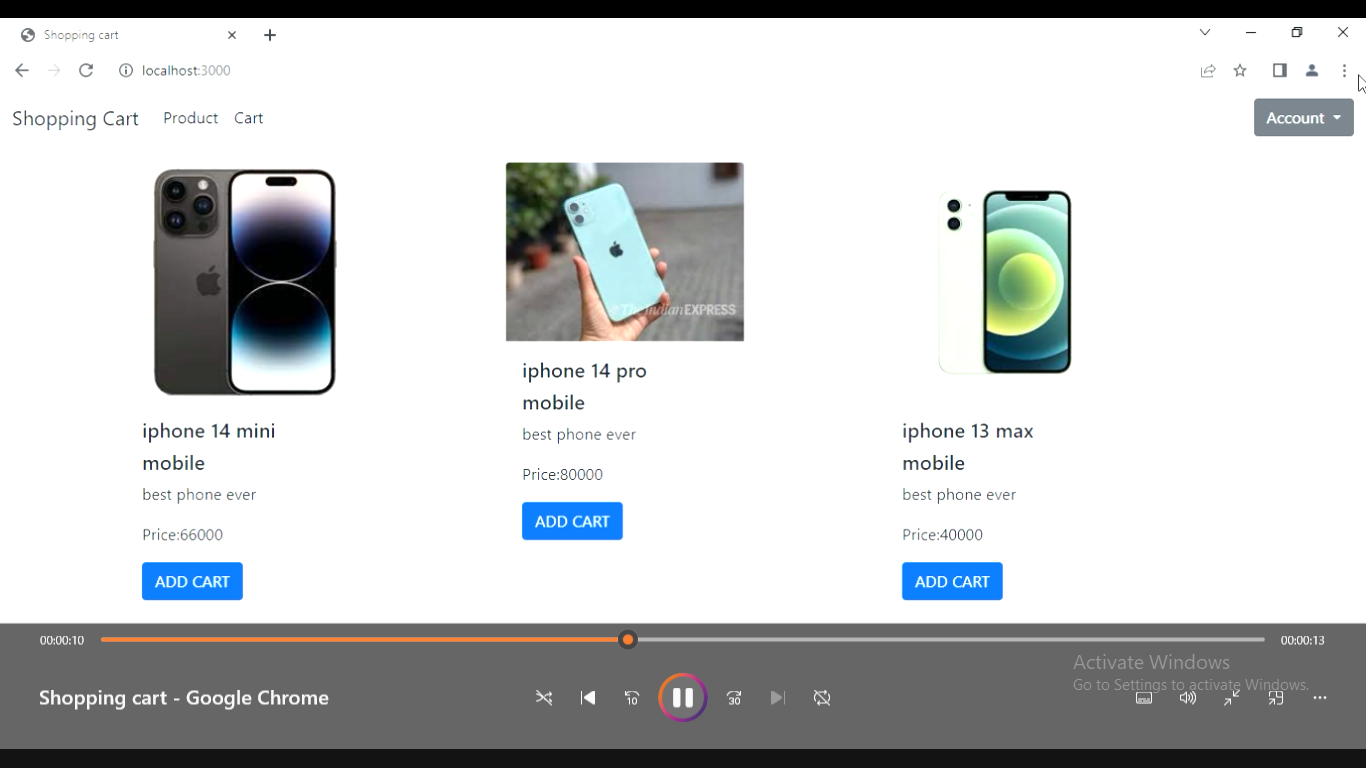 Shopping cart
localhost:3000
Shopping Cart Product Cart Account
The Indian EXPRESS
iphone 14 mini
mobile
best phone ever
Price:66000
ADD CART
iphone 14 pro
mobile
best phone ever
Price:80000
ADD CART
iphone 13 max
mobile
best phone ever
Price:40000
ADD CART
00:00:10 00:00:13
Activate Windows
Go to Settings to activate Windows.
Shopping cart - Google Chrome
10
30